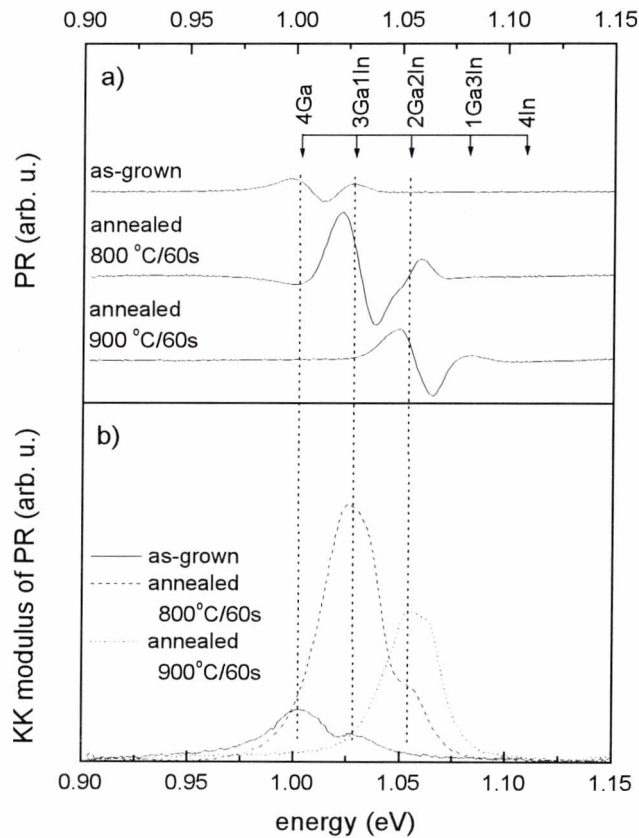 0.90 0.95 1.00 1.05 1.10 1.15
a)
4Ga
3Ga1In
2Ga2In
1Ga3In
4In
as-grown
annealed
800 °C/60s
annealed
900 °C/60s
PR (arb. u.)
b)
as-grown
annealed
800°C/60s
annealed
900°C/60s
KK modulus of PR (arb. u.)
0.90 0.95 1.00 1.05 1.10 1.15
energy (eV)